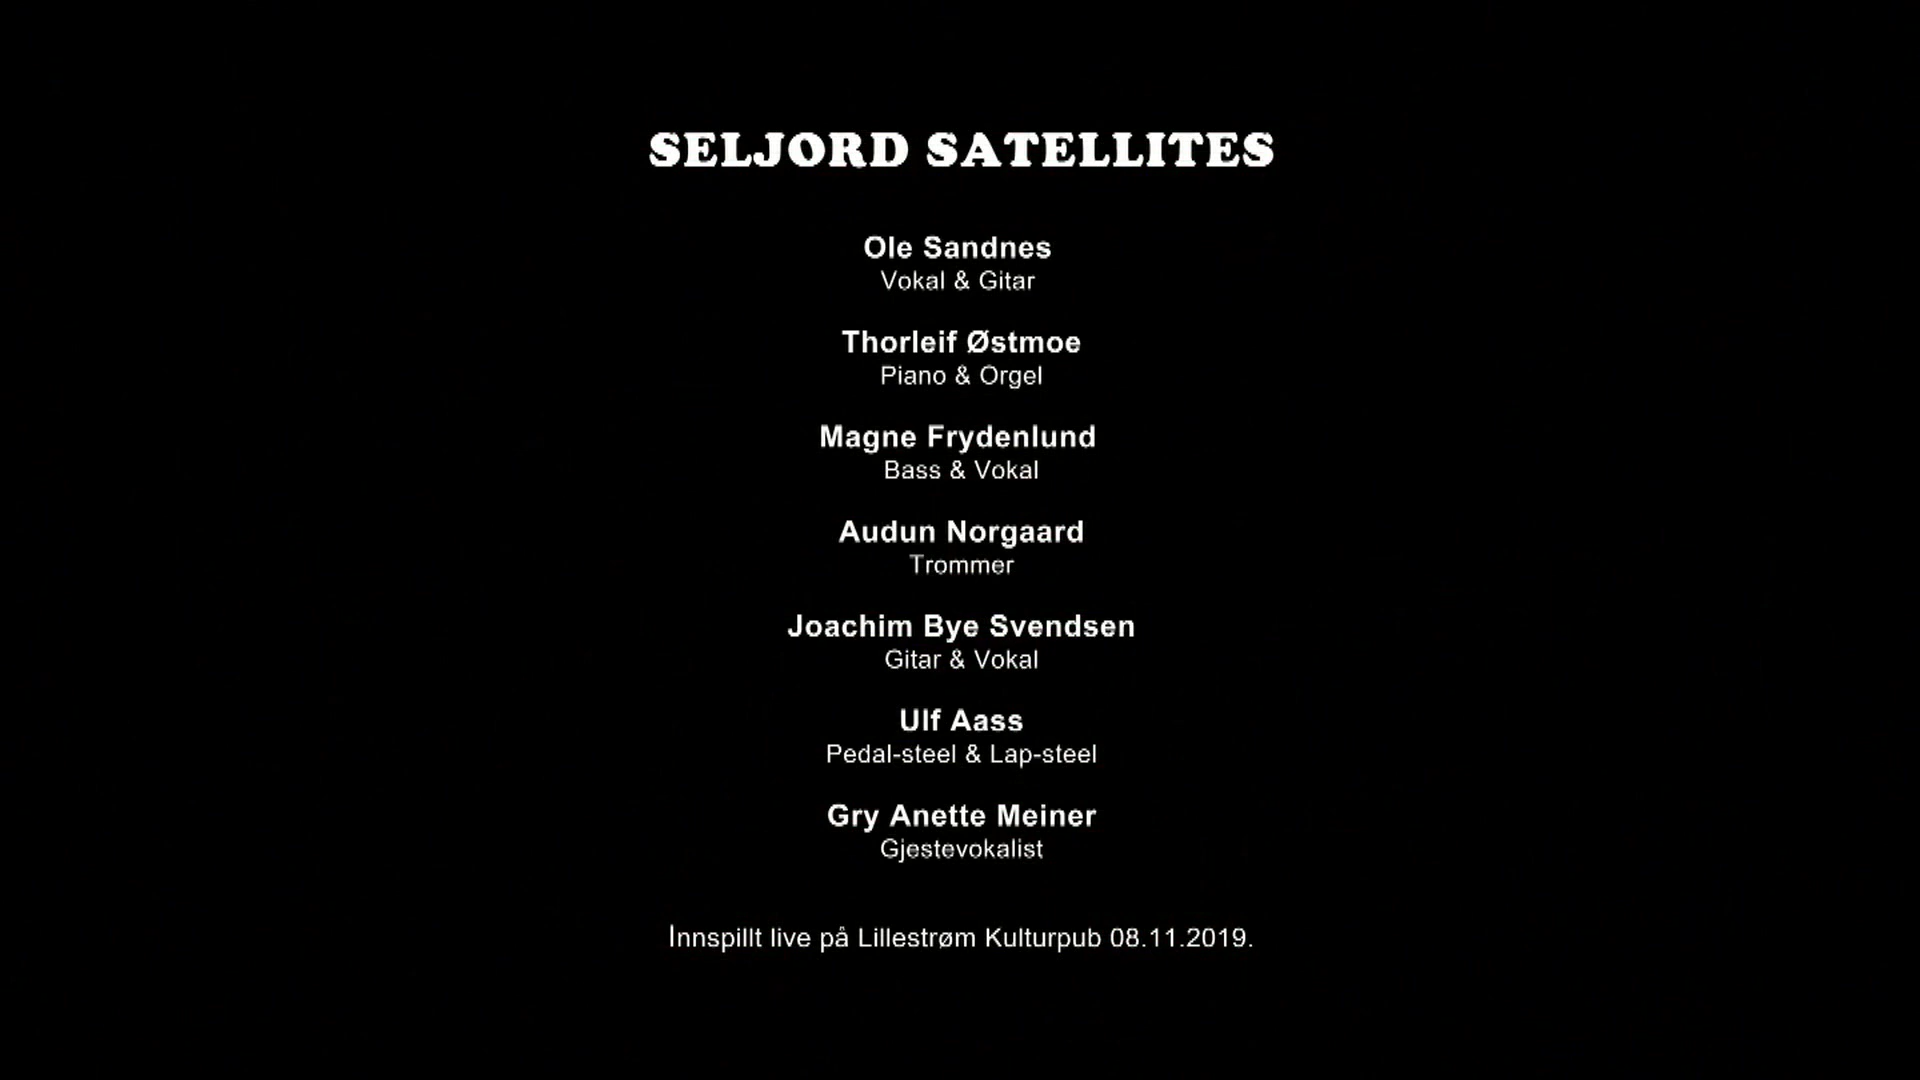 SELJORD SATELLITES
Ole Sandnes
Vokal & Gitar
Thorleif Østmoe
Piano & Orgel
Magne Frydenlund
Bass & Vokal
Audun Norgaard
Trommer
Joachim Bye Svendsen
Gitar & Vokal
Ulf Aass
Pedal-steel & Lap-steel
Gry Anette Meiner
Gjestevokalist
Innspillt live på Lillestrøm Kulturpub 08.11.2019.